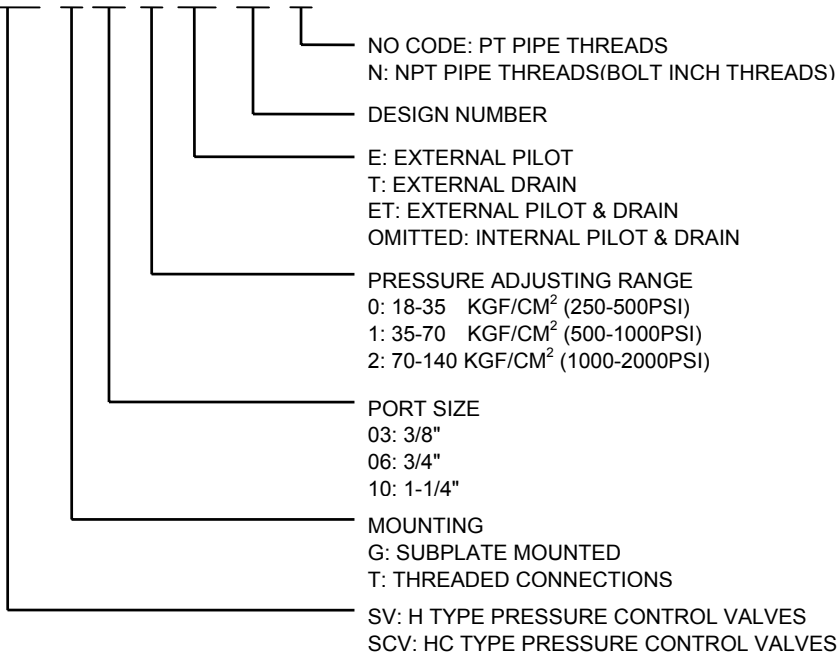 NO CODE: PT PIPE THREADS
N: NPT PIPE THREADS(BOLT INCH THREADS)
DESIGN NUMBER
E: EXTERNAL PILOT
T: EXTERNAL DRAIN
ET: EXTERNAL PILOT & DRAIN
OMITTED: INTERNAL PILOT & DRAIN
PRESSURE ADJUSTING RANGE
0: 18-35 KGF/CM² (250-500PSI)
1: 35-70 KGF/CM² (500-1000PSI)
2: 70-140 KGF/CM² (1000-2000PSI)
PORT SIZE
03: 3/8"
06: 3/4"
10: 1-1/4"
MOUNTING
G: SUBPLATE MOUNTED
T: THREADED CONNECTIONS
SV: H TYPE PRESSURE CONTROL VALVES
SCV: HC TYPE PRESSURE CONTROL VALVES